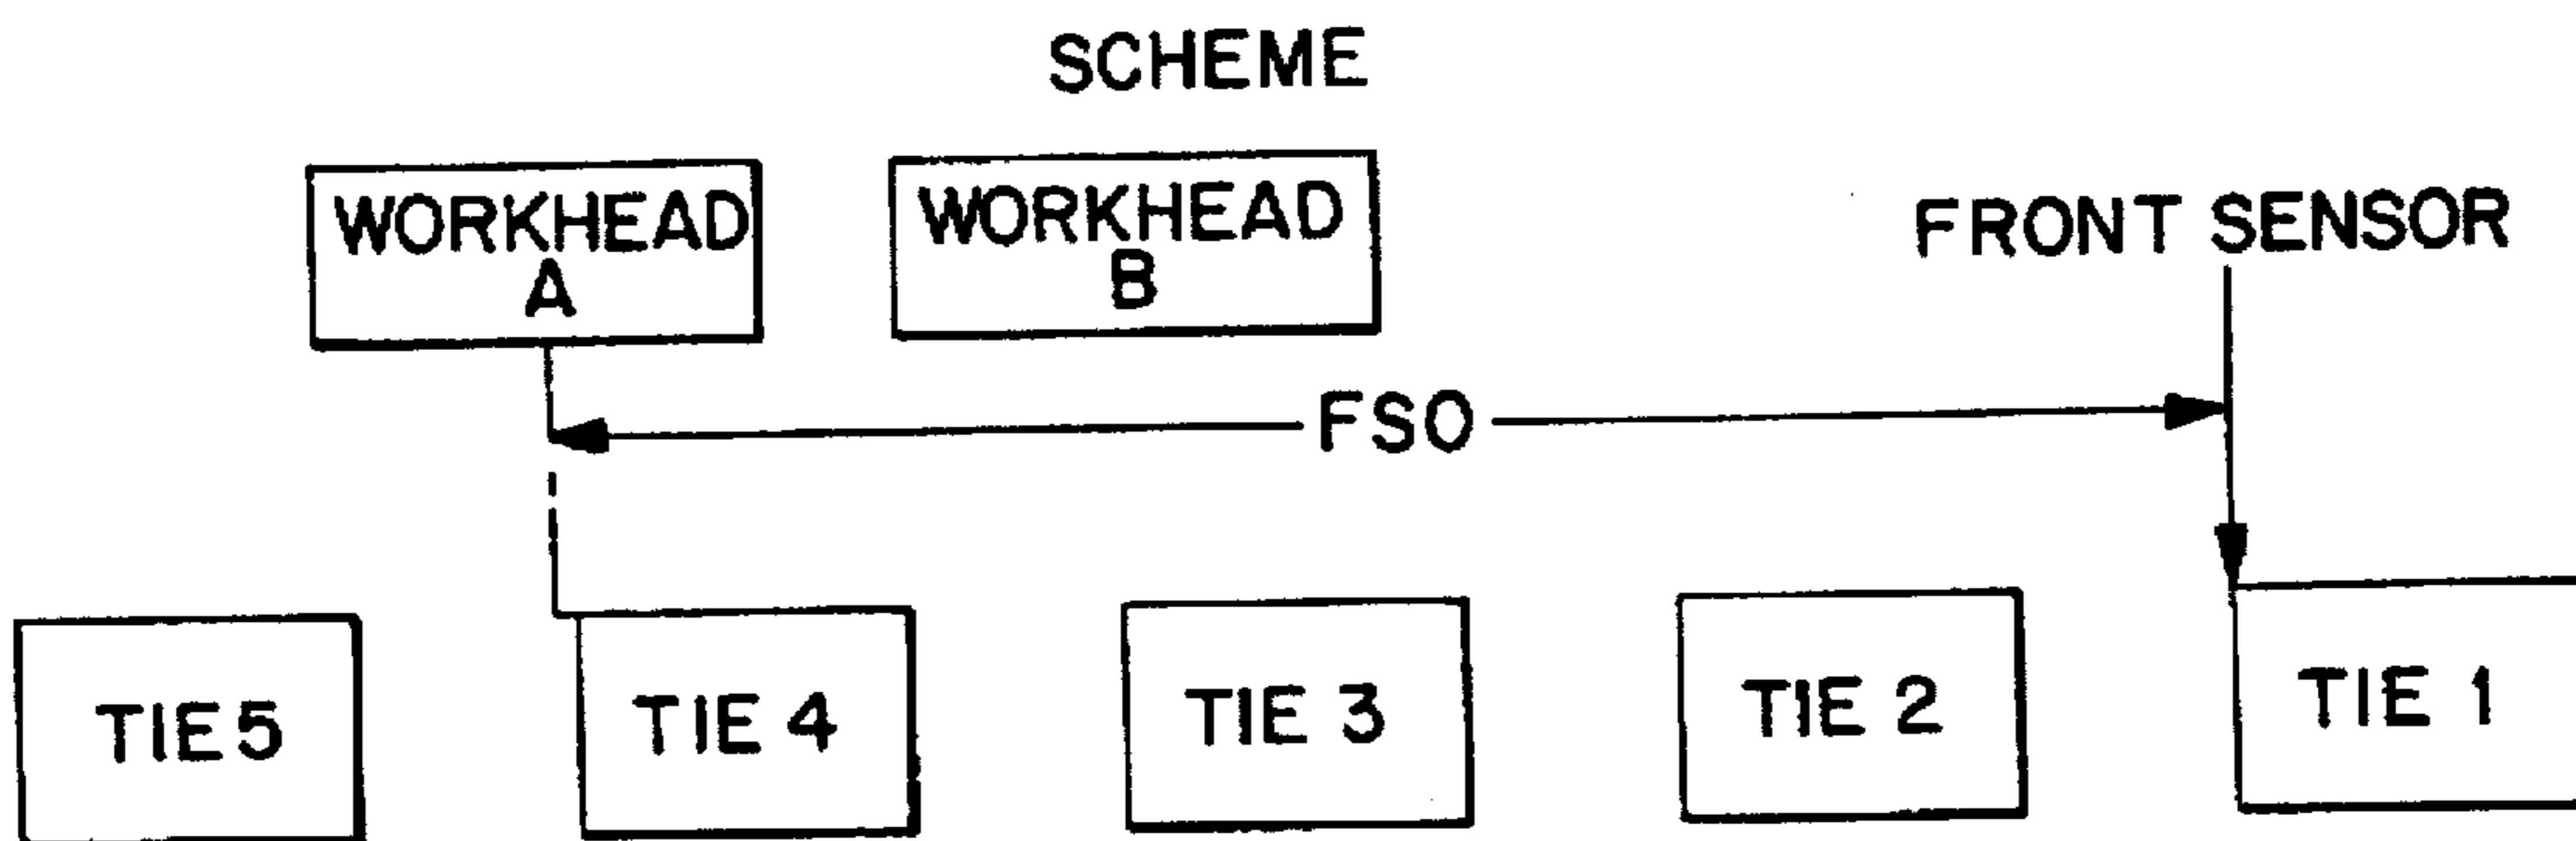 SCHEME
WORKHEAD
A
WORKHEAD
B
FRONT SENSOR
FSO
TIE 5
TIE 4
TIE 3
TIE 2
TIE 1